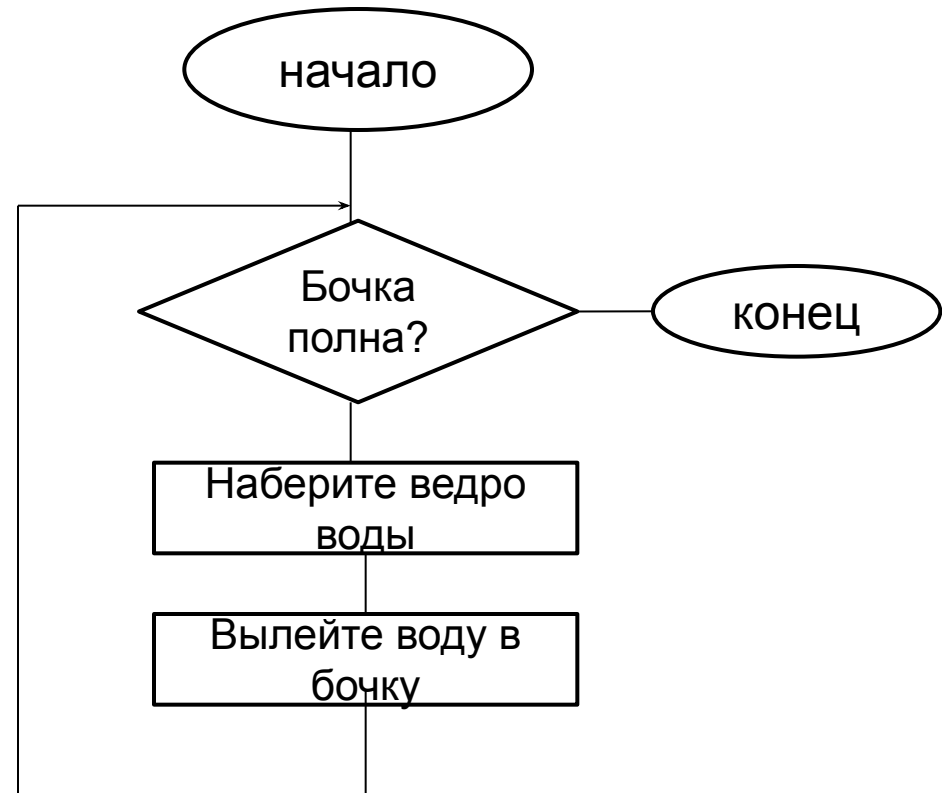 начало
Бочка
полна?
конец
Наберите ведро
воды
Вылейте воду в
бочку